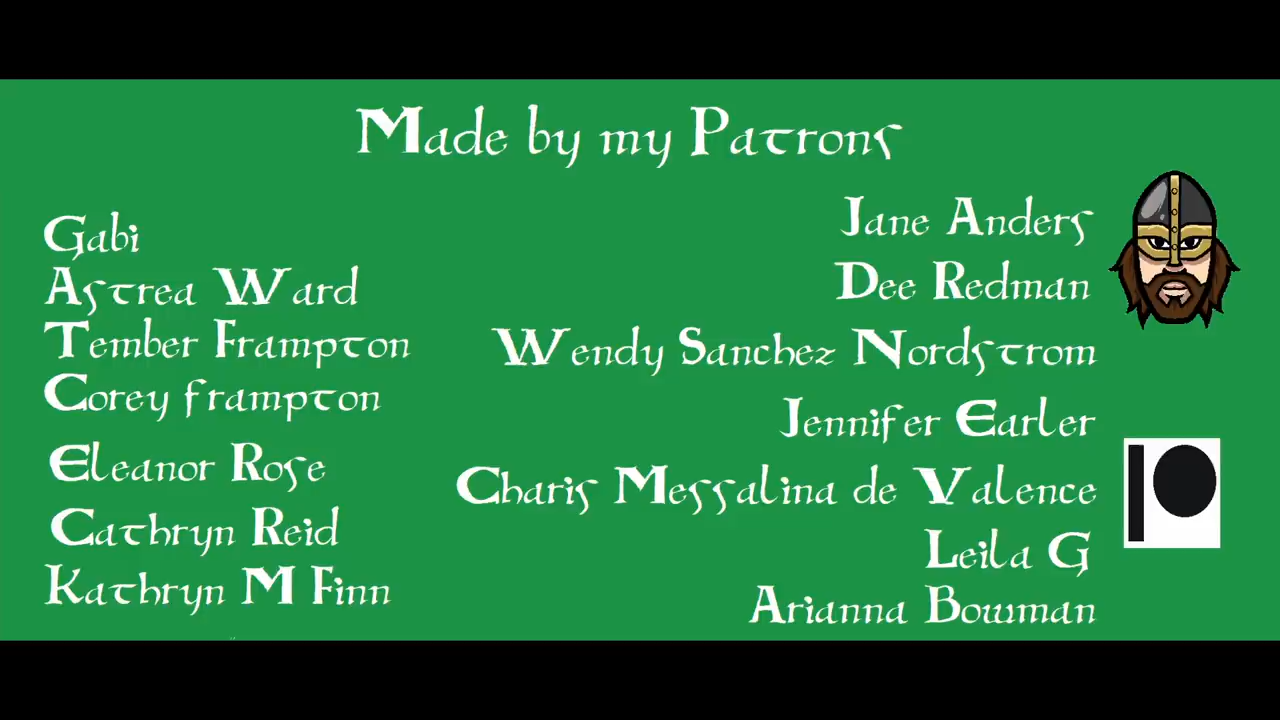 Made by my Patrons
Gabi
Astrea Ward
Tember Frampton
Corey frampton
Eleanor Rose
Cathryn Reid
Kathryn M Finn
Jane Anders
Dee Redman
Wendy Sanchez Nordstrom
Jennifer Earler
Charis Messalina de Valence
Leila G
Arianna Bowman